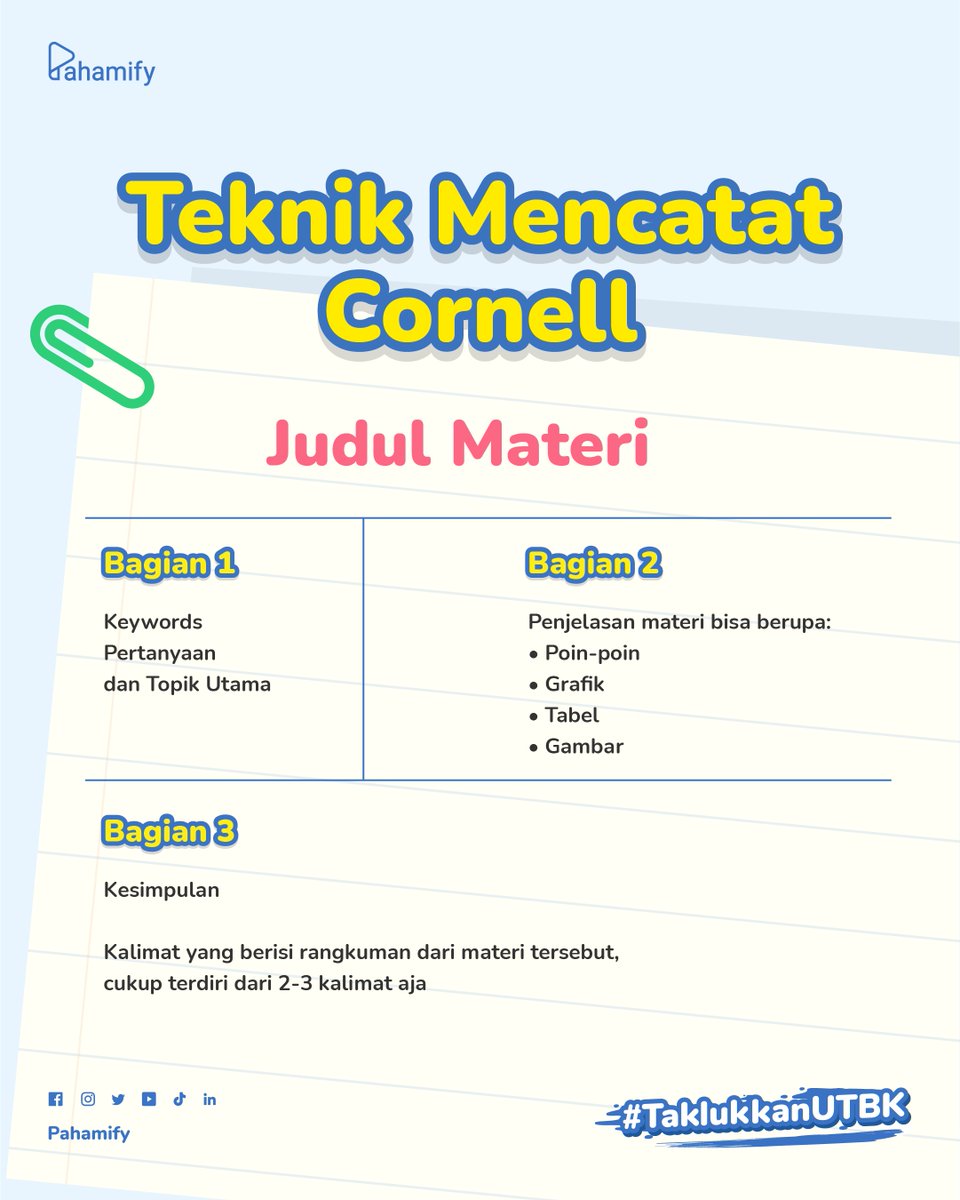 Pahamify
Teknik Mencatat
Cornell
Judul Materi
Bagian 1
Keywords
Pertanyaan
dan Topik Utama
Bagian 2
Penjelasan materi bisa berupa:
• Poin-poin
• Grafik
• Tabel
• Gambar
Bagian 3
Kesimpulan
Kalimat yang berisi rangkuman dari materi tersebut,
cukup terdiri dari 2-3 kalimat aja
Pahamify
#TaklukkanUTBK